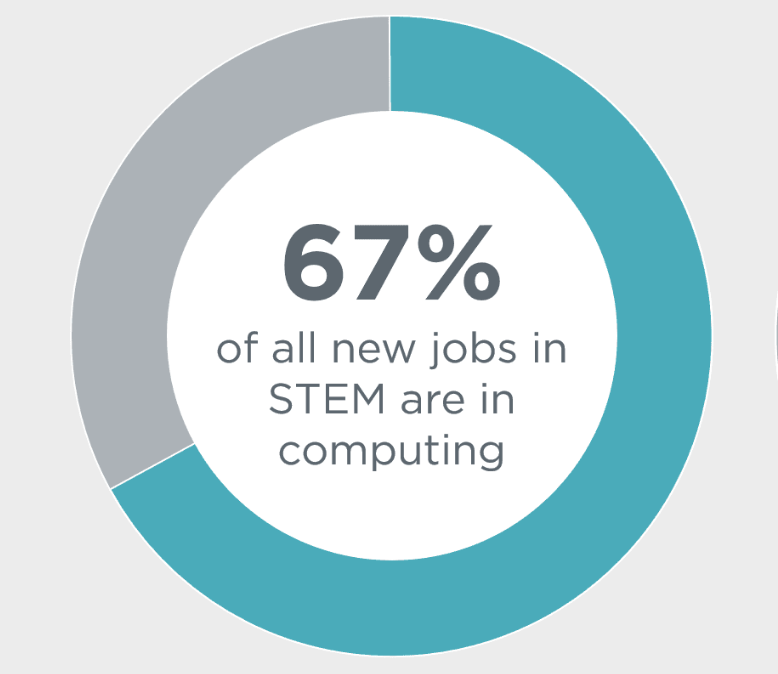 67%
of all new jobs in
STEM are in
computing